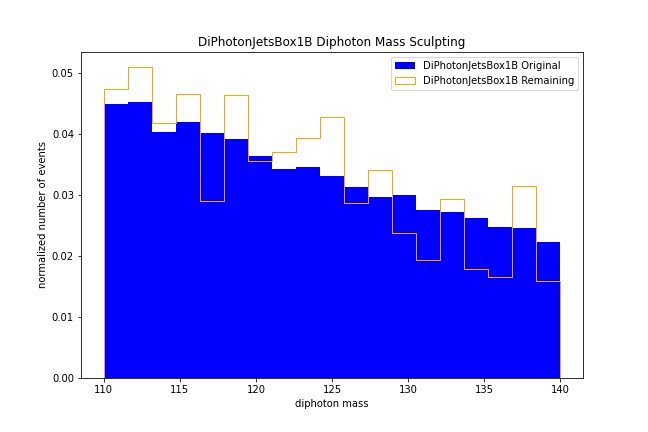 DiPhotonJetsBox1B Diphoton Mass Sculpting
DiPhotonJetsBox1B Original
DiPhotonJetsBox1B Remaining
normalized number of events
0.05
0.04
0.03
0.02
0.01
0.00
110
115
120
125
130
135
140
diphoton mass